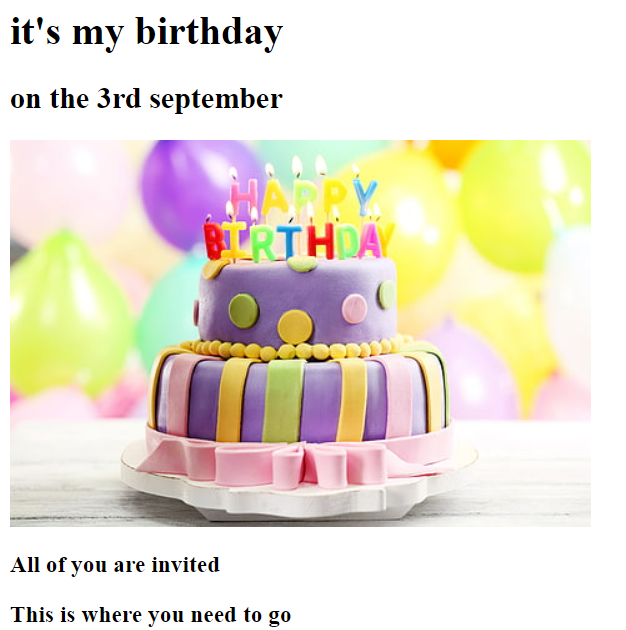 it's my birthday
on the 3rd september
HAPPY
BIRTHDAY
All of you are invited
This is where you need to go